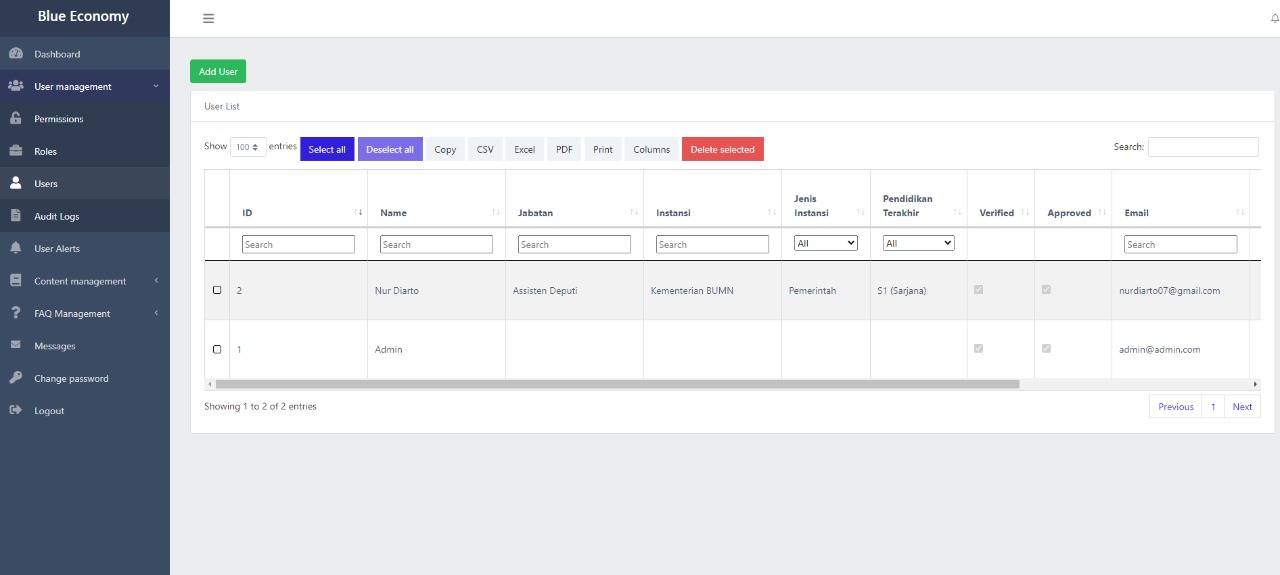 Blue Economy
Dashboard
User management
Permissions
Roles
Users
Audit Logs
User Alerts
Content management
FAQ Management
Messages
Change password
Logout
Add User
User List
Show 100 entries Select all Deselect all Copy CSV Excel PDF Print Columns Delete selected Search:
ID Name Jabatan Instansi Jenis Instansi Pendidikan Terakhir Verified Approved Email
Search Search Search Search All All Search
2 Nur Diarto Assisten Deputi Kementerian BUMN Pemerintah S1 (Sarjana) nurdiarto07@gmail.com
1 Admin admin@admin.com
Showing 1 to 2 of 2 entries
Previous 1 Next